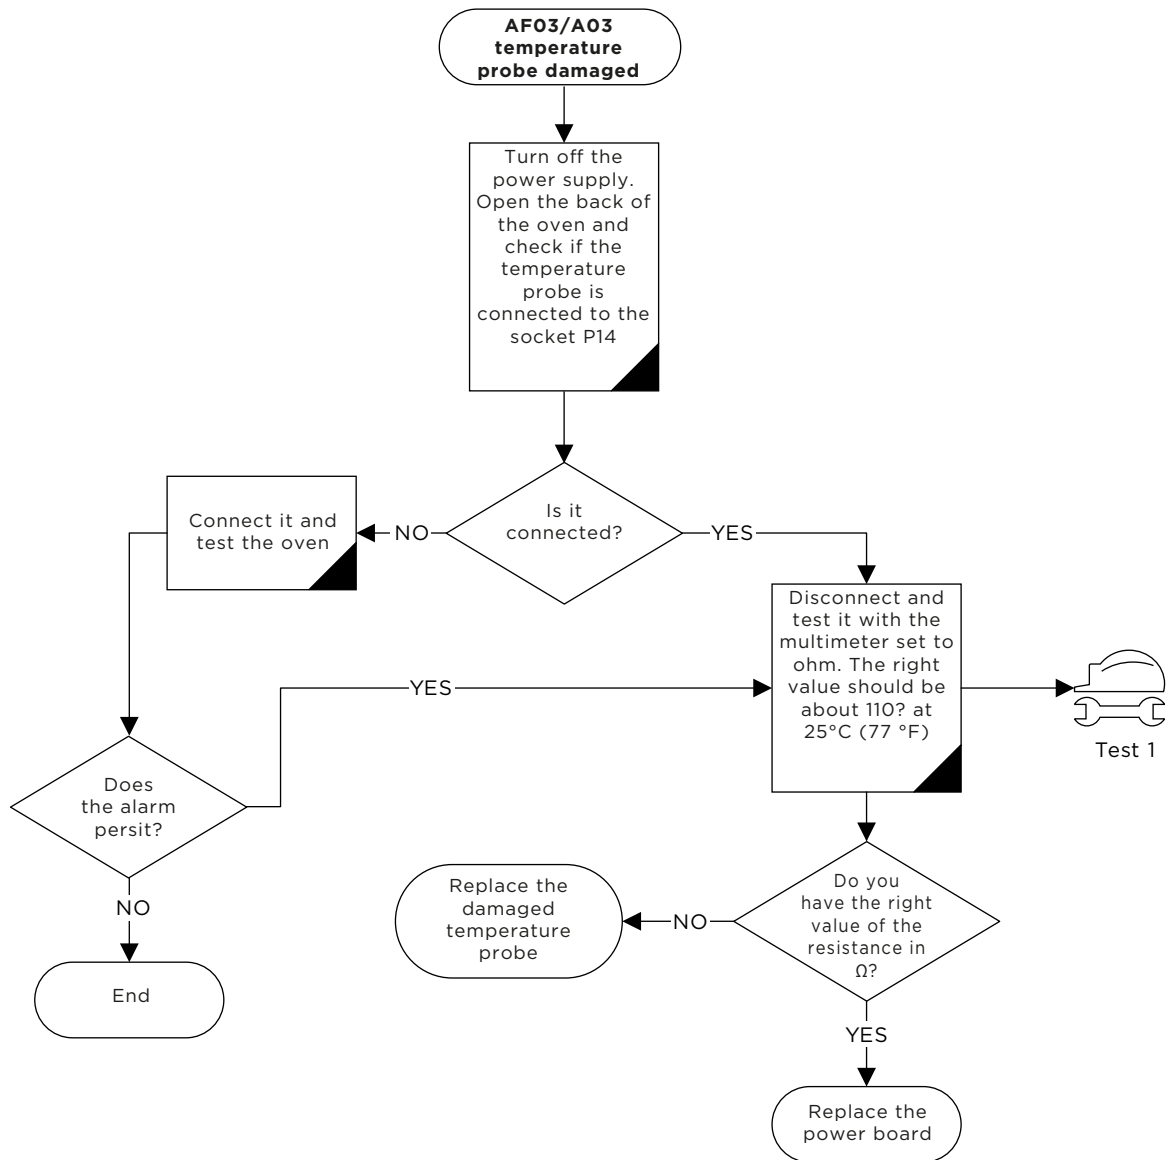 AF03/A03
temperature
probe damaged
Turn off the
power supply.
Open the back of
the oven and
check if the
temperature
probe is
connected to the
socket P14
Is it
connected?
NO
YES
Connect it and
test the oven
Disconnect and
test it with the
multimeter set to
ohm. The right
value should be
about 110? at
25°C (77 °F)
Test 1
YES
Does
the alarm
persit?
NO
End
Do you
have the right
value of the
resistance in
Ω?
NO
Replace the
damaged
temperature
probe
YES
Replace the
power board